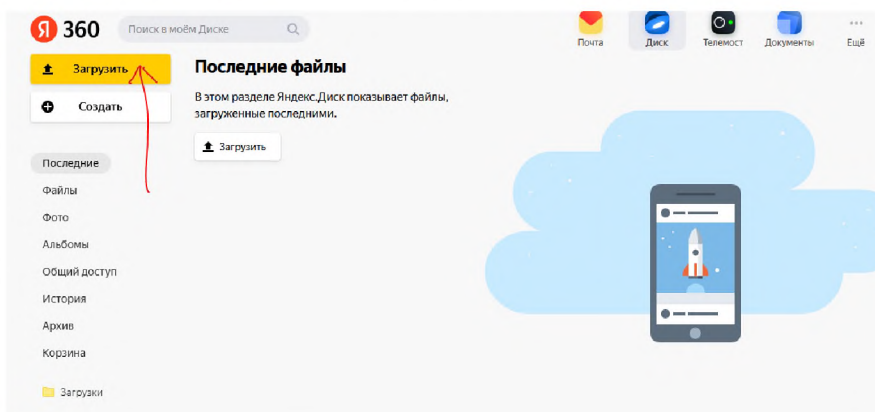 Я 360
Поиск в моём Диске
Почта
Диск
Телемост
Документы
Ещё
Загрузить
Создать
Последние
Файлы
Фото
Альбомы
Общий доступ
История
Архив
Корзина
Загрузки
Последние файлы
В этом разделе Яндекс.Диск показывает файлы,
загруженные последними.
Загрузить